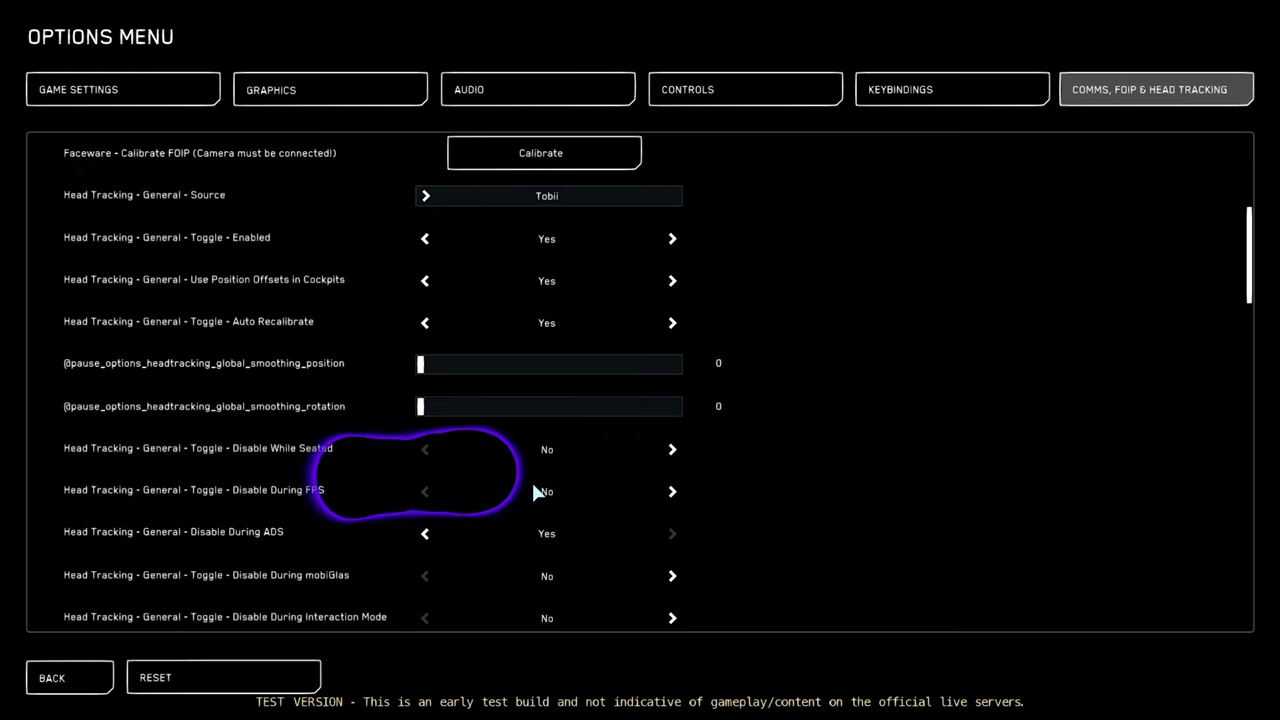 OPTIONS MENU
GAME SETTINGS GRAPHICS AUDIO CONTROLS KEYBINDINGS COMMS, FOIP & HEAD TRACKING
Faceware - Calibrate FOIP (Camera must be connected!) Calibrate
Head Tracking - General - Source Tobii
Head Tracking - General - Toggle - Enabled Yes
Head Tracking - General - Use Position Offsets in Cockpits Yes
Head Tracking - General - Toggle - Auto Recalibrate Yes
@pause_options_headtracking_global_smoothing_position 0
@pause_options_headtracking_global_smoothing_rotation 0
Head Tracking - General - Toggle - Disable While Seated No
Head Tracking - General - Toggle - Disable During FPS No
Head Tracking - General - Disable During ADS Yes
Head Tracking - General - Toggle - Disable During mobiGlas No
Head Tracking - General - Toggle - Disable During Interaction Mode No
BACK RESET
TEST VERSION - This is an early test build and not indicative of gameplay/content on the official live servers.